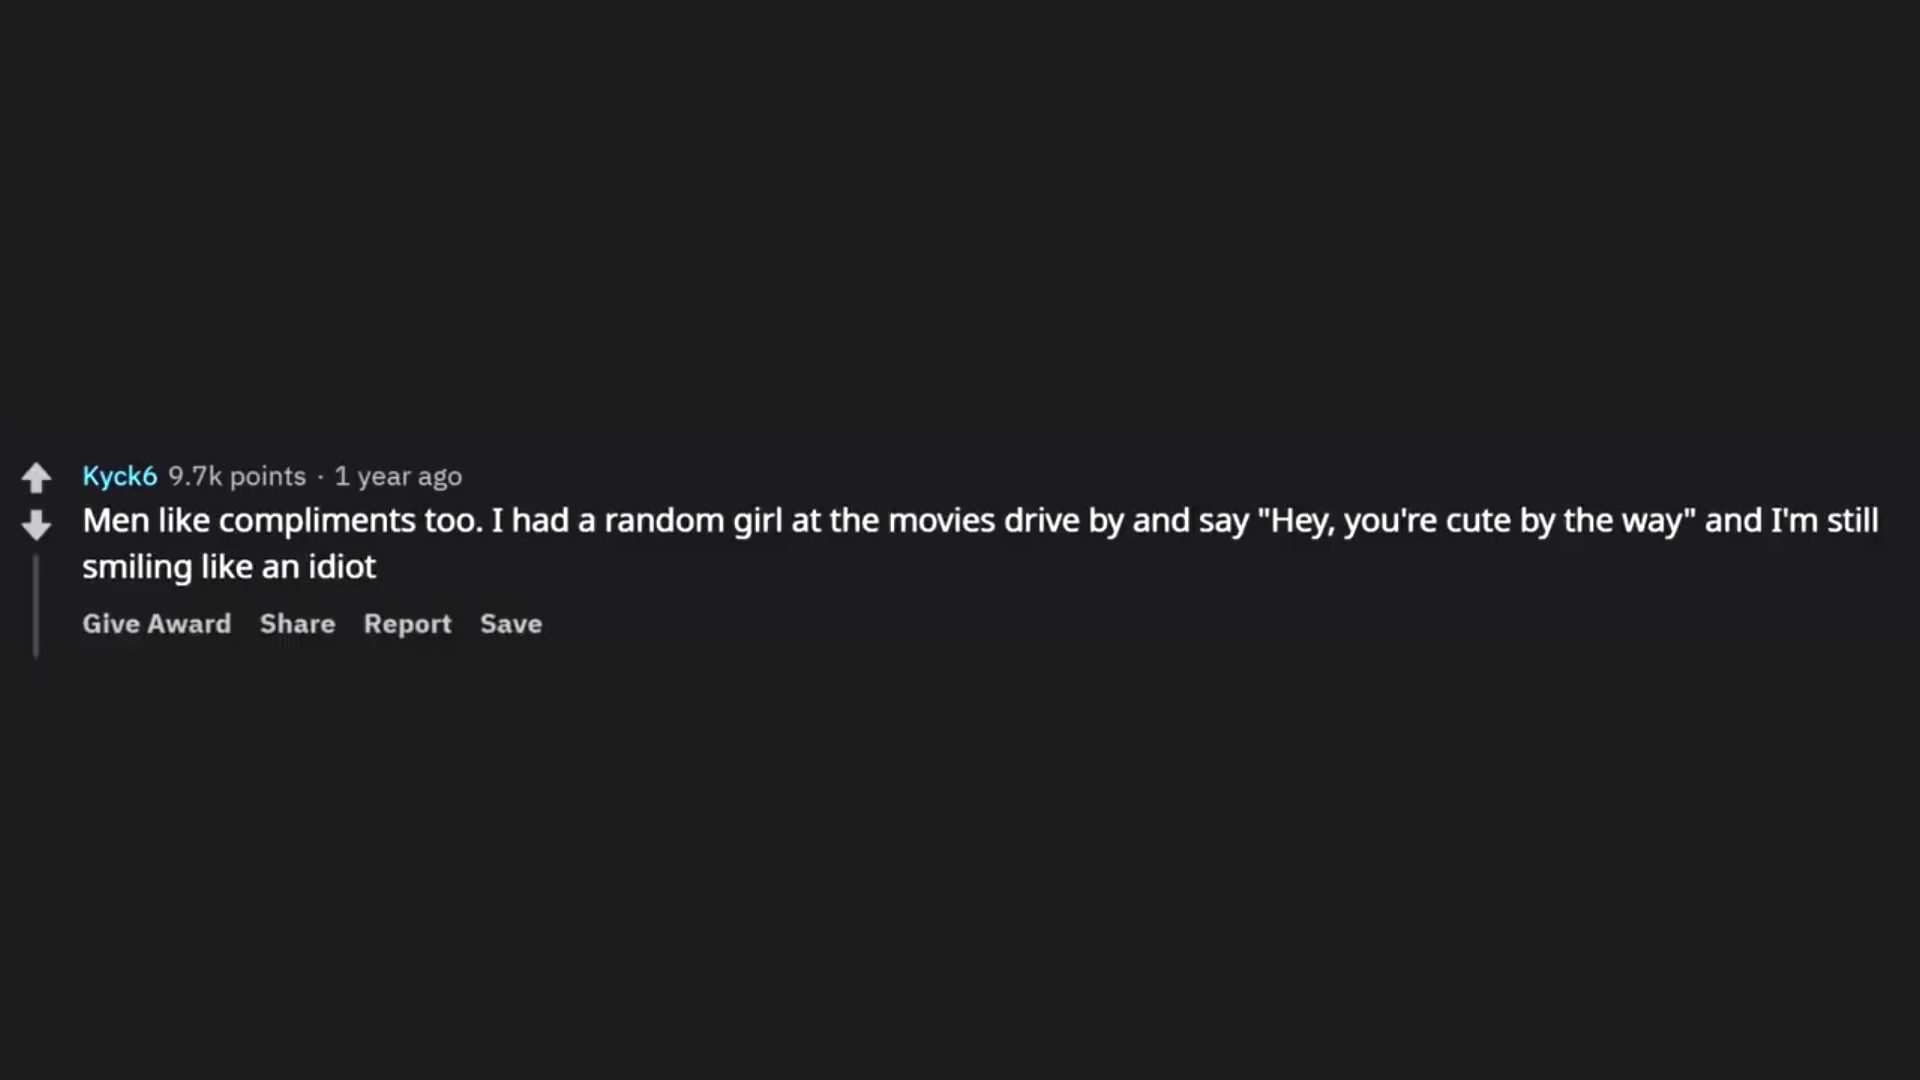 Kyck6 9.7k points · 1 year ago
Men like compliments too. I had a random girl at the movies drive by and say "Hey, you're cute by the way" and I'm still
smiling like an idiot
Give Award Share Report Save